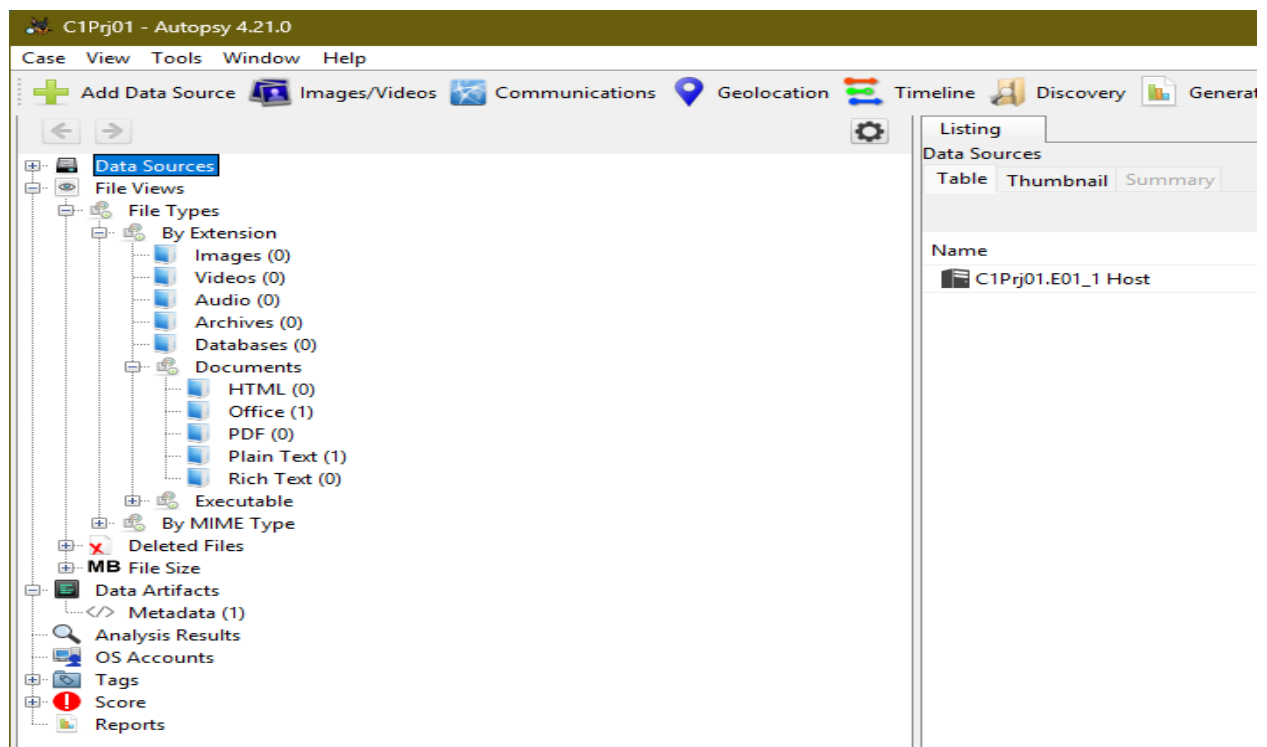 C1Prj01 - Autopsy 4.21.0
Case View Tools Window Help
Add Data Source Images/Videos Communications Geolocation Timeline Discovery Generat
Data Sources
File Views
File Types
By Extension
Images (0)
Videos (0)
Audio (0)
Archives (0)
Databases (0)
Documents
HTML (0)
Office (1)
PDF (0)
Plain Text (1)
Rich Text (0)
Executable
By MIME Type
Deleted Files
MB File Size
Data Artifacts
</> Metadata (1)
Analysis Results
OS Accounts
Tags
Score
Reports
Listing
Data Sources
Table Thumbnail Summary
Name
C1Prj01.E01_1 Host